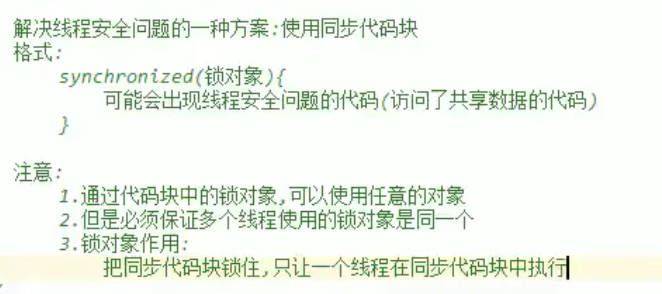 解决线程安全问题的一种方案:使用同步代码块
格式:
synchronized(锁对象){
可能会出现线程安全问题的代码(访问了共享数据的代码)
}
注意:
1.通过代码块中的锁对象,可以使用任意的对象
2.但是必须保证多个线程使用的锁对象是同一个
3.锁对象作用:
把同步代码块锁住,只让一个线程在同步代码块中执行